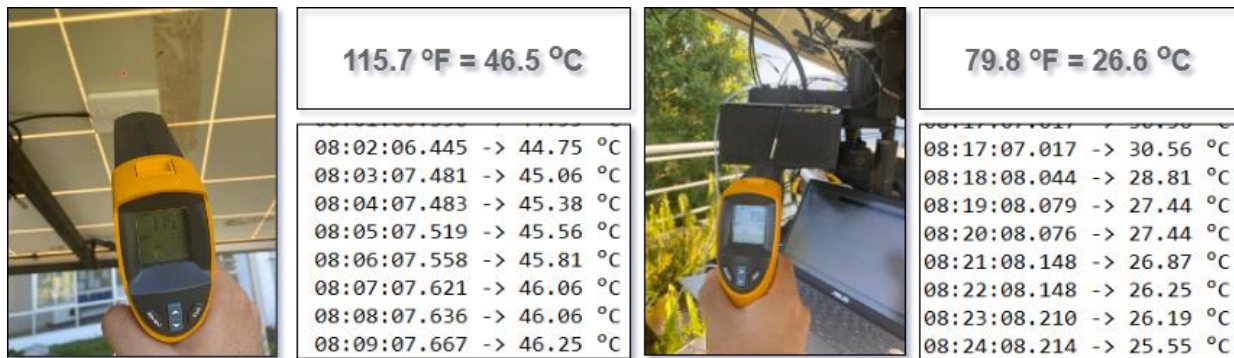 115.7 ºF = 46.5 ºC
08:02:06.445 -> 44.75 °C
08:03:07.481 -> 45.06 °C
08:04:07.483 -> 45.38 °C
08:05:07.519 -> 45.56 °C
08:06:07.558 -> 45.81 °C
08:07:07.621 -> 46.06 °C
08:08:07.636 -> 46.06 °C
08:09:07.667 -> 46.25 °C
79.8 ºF = 26.6 ºC
08:17:07.017 -> 30.56 °C
08:18:08.044 -> 28.81 °C
08:19:08.079 -> 27.44 °C
08:20:08.076 -> 27.44 °C
08:21:08.148 -> 26.87 °C
08:22:08.148 -> 26.25 °C
08:23:08.210 -> 26.19 °C
08:24:08.214 -> 25.55 °C